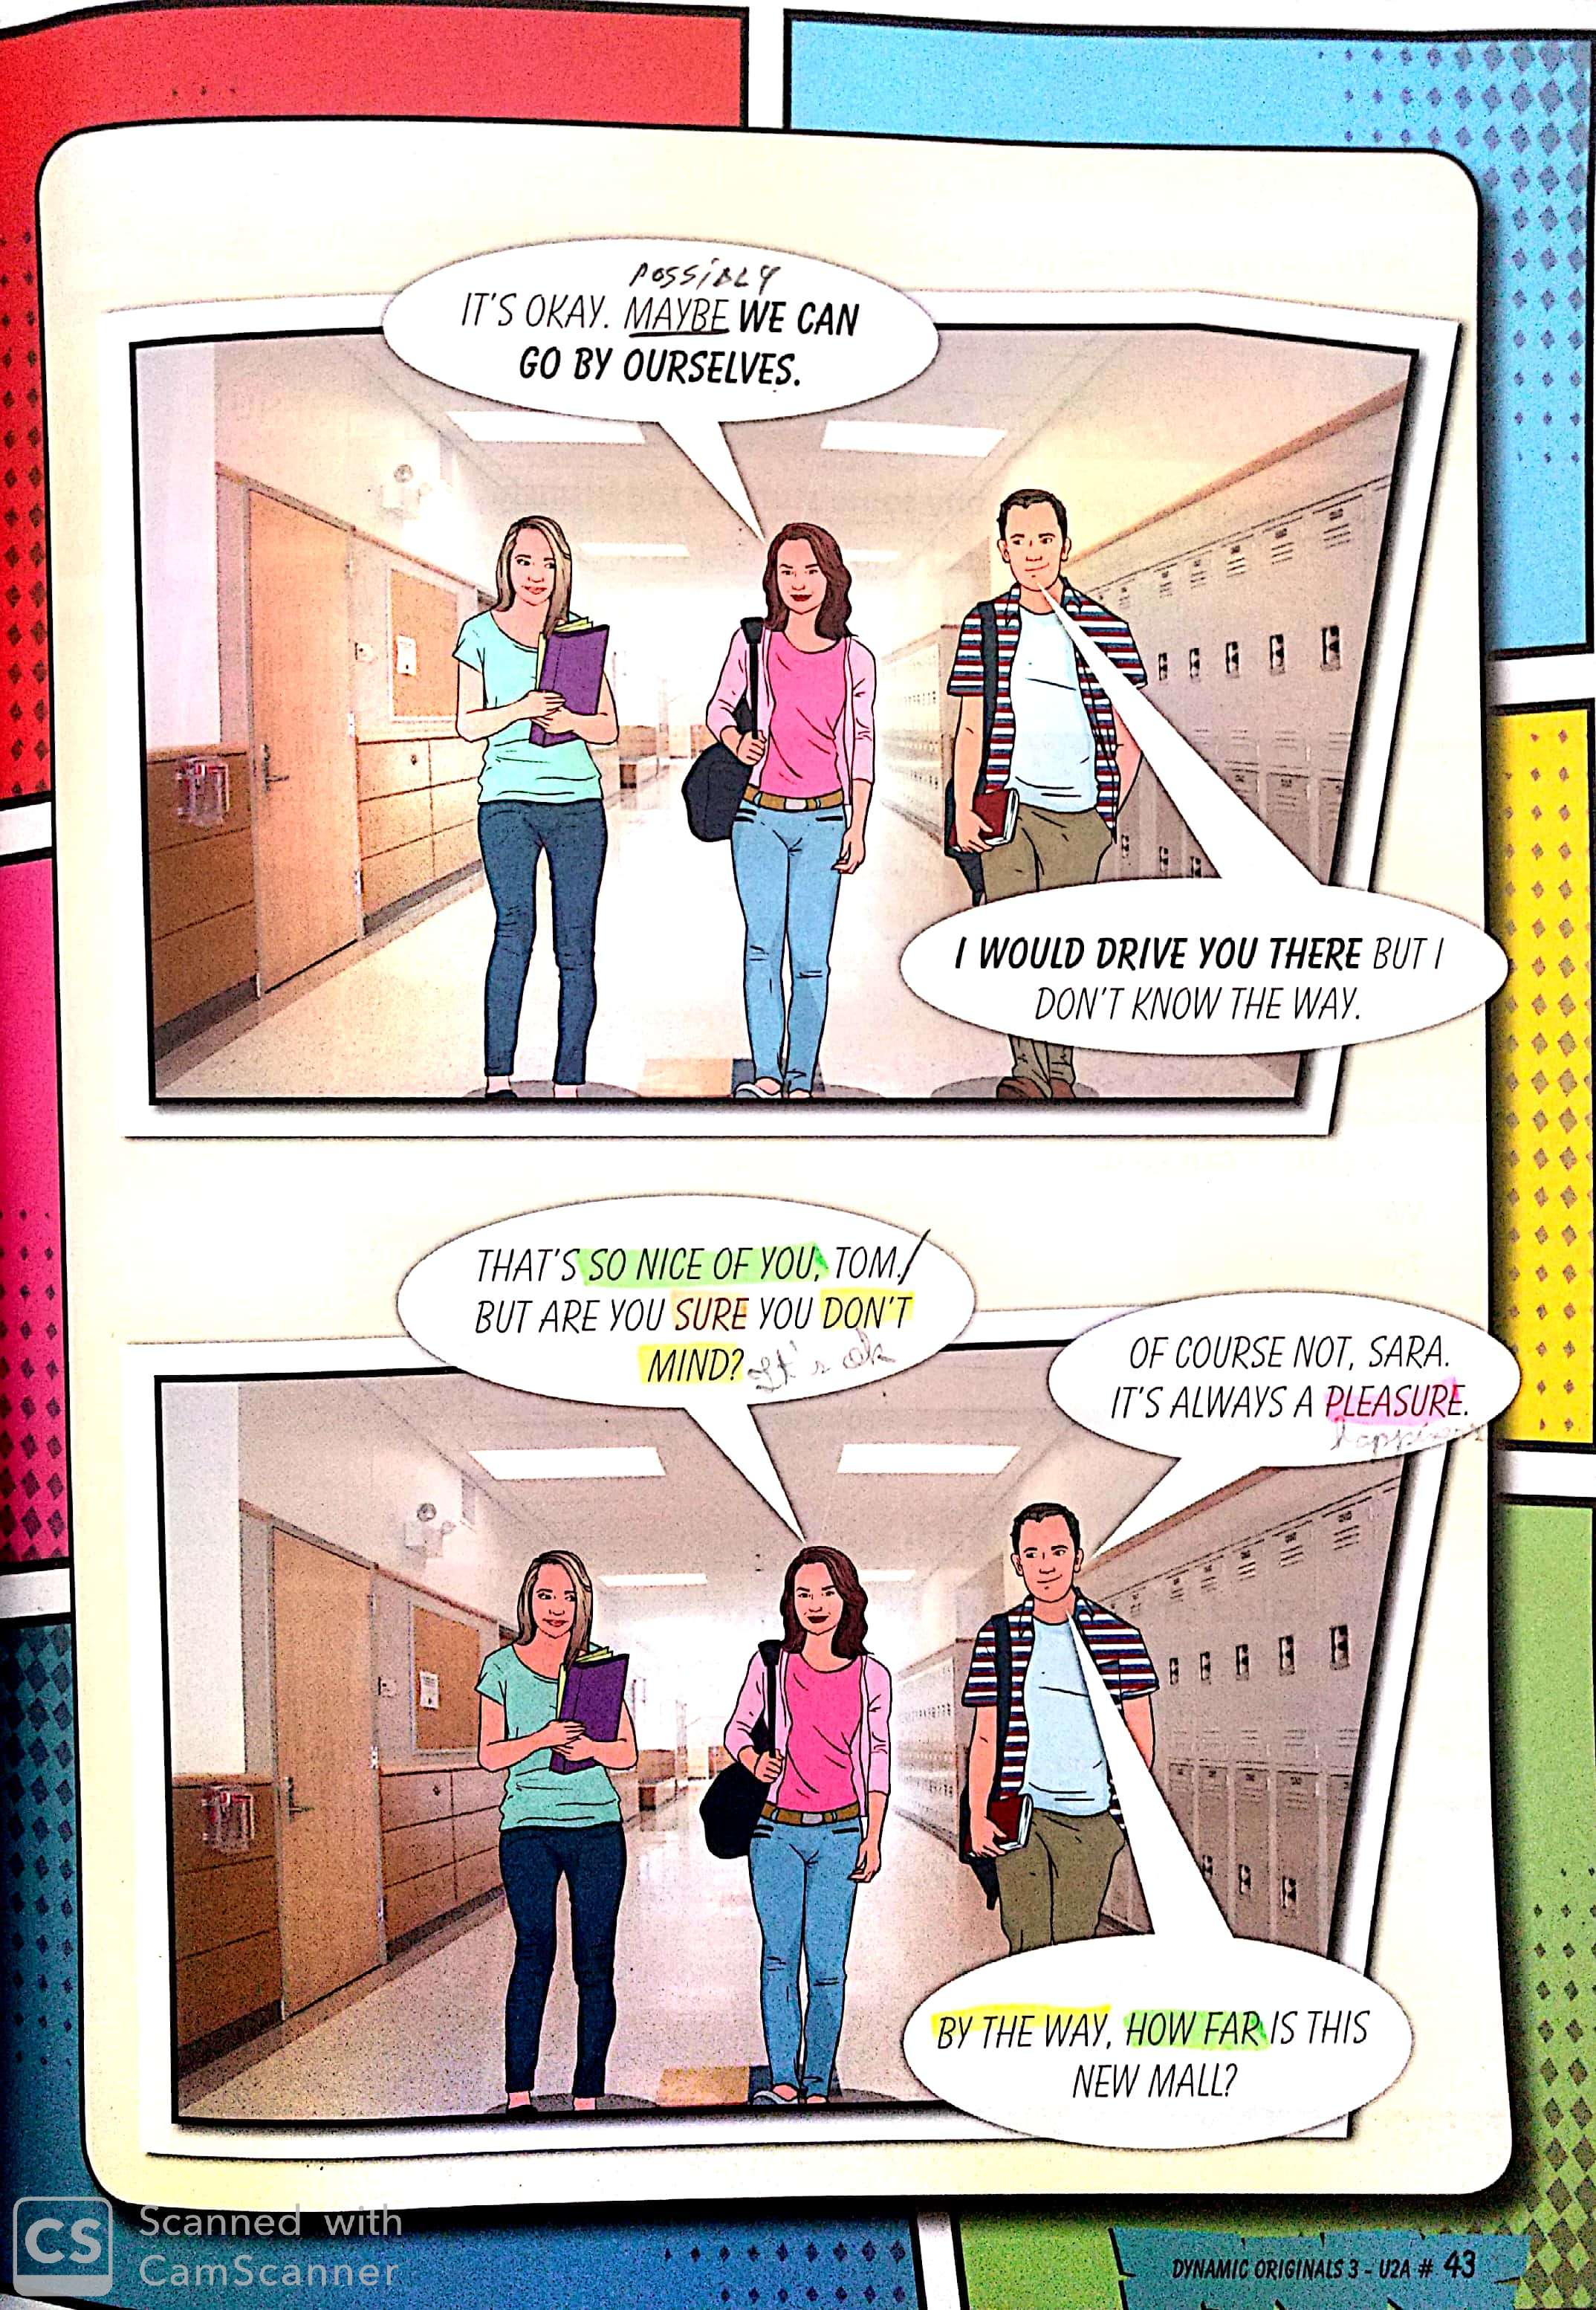 POSSIBLY
IT'S OKAY. MAYBE WE CAN
GO BY OURSELVES.
I WOULD DRIVE YOU THERE BUT I
DON'T KNOW THE WAY.
THAT'S SO NICE OF YOU, TOM./
BUT ARE YOU SURE YOU DON'T
MIND? It's ok
OF COURSE NOT, SARA.
IT'S ALWAYS A PLEASURE.
BY THE WAY, HOW FAR IS THIS
NEW MALL?
CS Scanned with
CamScanner
DYNAMIC ORIGINALS 3 - U2A # 43